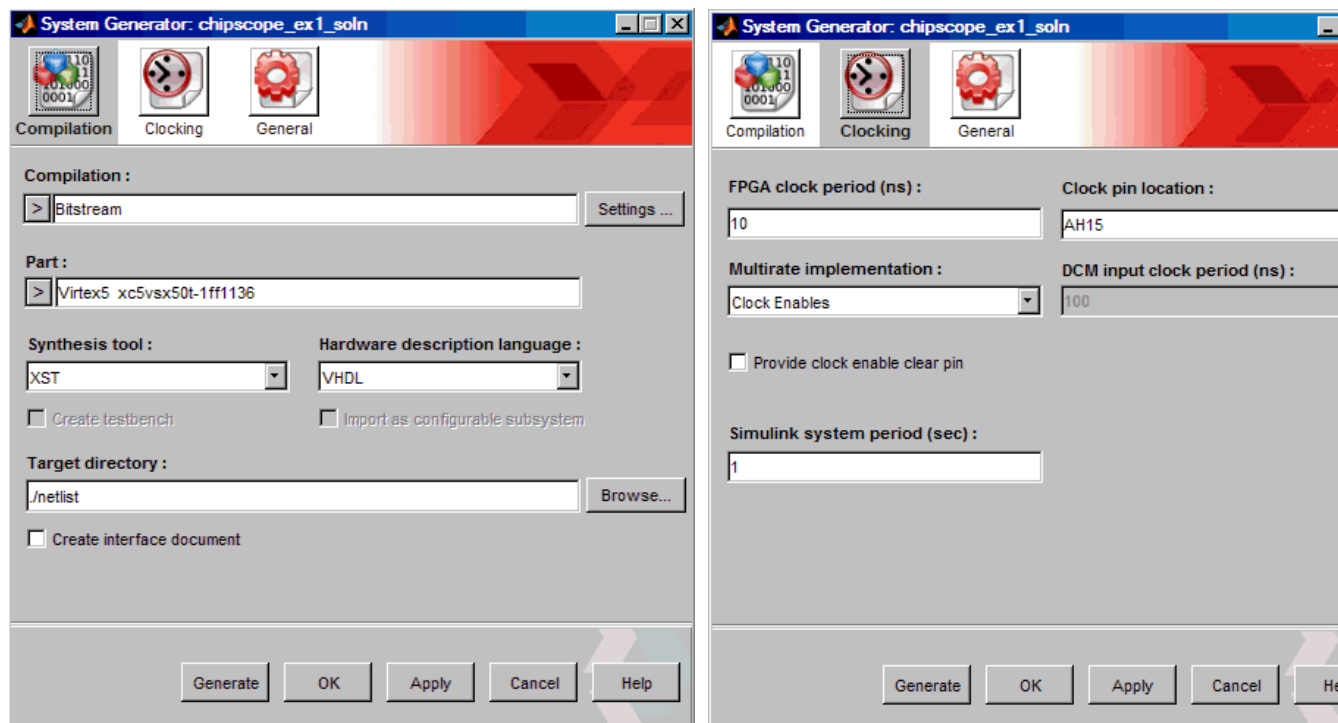 System Generator: chipscope_ex1_soln
Compilation
Clocking
General
Compilation :
>
Bitstream
Settings ...
Part :
>
Virtex5 xc5vsx50t-1ff1136
Synthesis tool :
Hardware description language :
XST
VHDL
Create testbench
Import as configurable subsystem
Target directory :
./netlist
Browse...
Create interface document
Generate
OK
Apply
Cancel
Help
System Generator: chipscope_ex1_soln
Compilation
Clocking
General
FPGA clock period (ns) :
Clock pin location :
10
AH15
Multirate implementation :
DCM input clock period (ns) :
Clock Enables
100
Provide clock enable clear pin
Simulink system period (sec) :
1
Generate
OK
Apply
Cancel
He